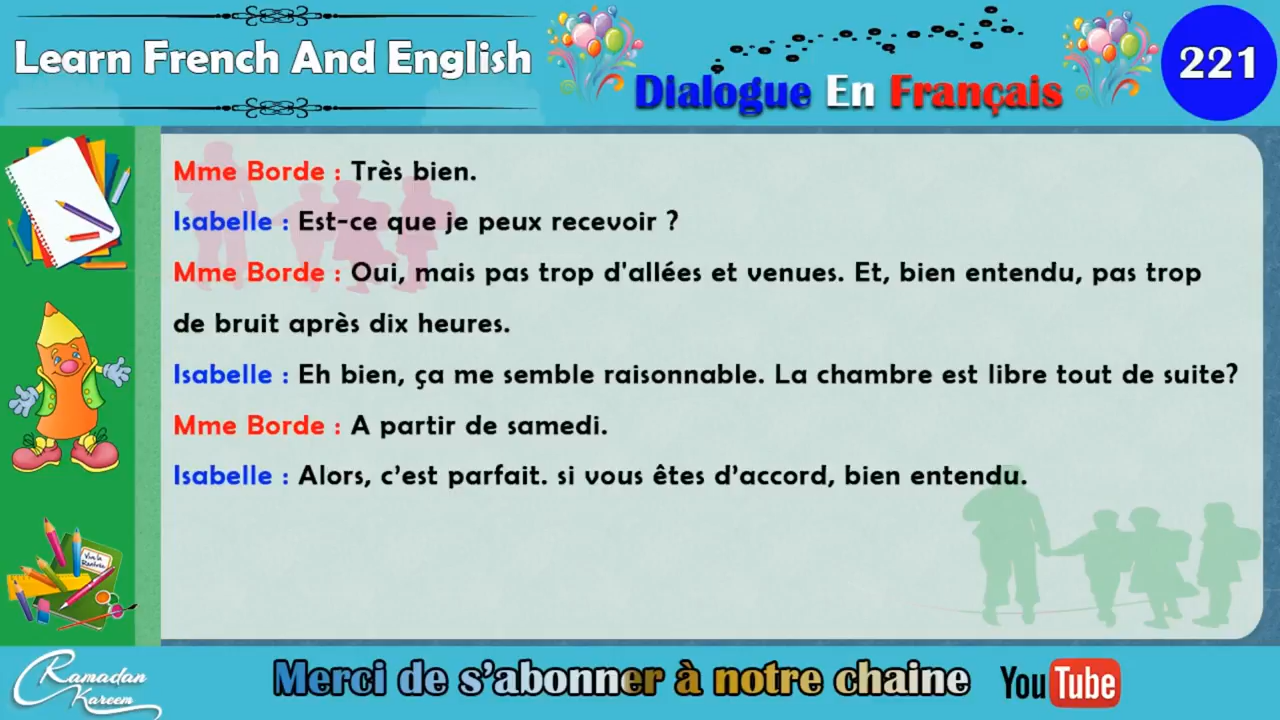 Learn French And English
Dialogue En Français
221
Mme Borde : Très bien.
Isabelle : Est-ce que je peux recevoir ?
Mme Borde : Oui, mais pas trop d'allées et venues. Et, bien entendu, pas trop
de bruit après dix heures.
Isabelle : Eh bien, ça me semble raisonnable. La chambre est libre tout de suite?
Mme Borde : A partir de samedi.
Isabelle : Alors, c’est parfait. si vous êtes d’accord, bien entendu.
Vive la
Rentrée
Ramadan
Kareem
Merci de s’abonner à notre chaine
YouTube